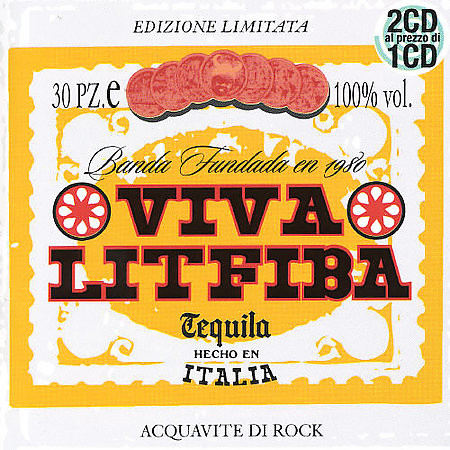 EDIZIONE LIMITATA
2CD
al prezzo di
1CD
30 PZ.e
100% vol.
Banda Fundada en 1980
VIVA
LITFIBA
Tequila
HECHO EN
ITALIA
ACQUAVITE DI ROCK